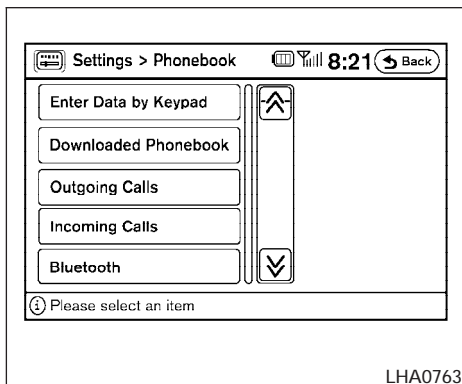 Settings > Phonebook 8:21 Back
Enter Data by Keypad
Downloaded Phonebook
Outgoing Calls
Incoming Calls
Bluetooth
i Please select an item
LHA0763